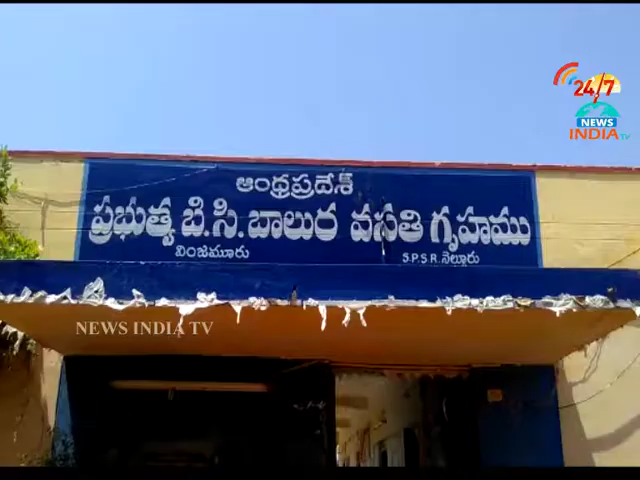 24/7
NEWS
INDIA TV
ఆంధ్రప్రదేశ్
ప్రభుత్వ బి.సి.బాలుర వసతి గృహము
వింజమూరు S.P.S.R. నెల్లూరు
NEWS INDIA TV